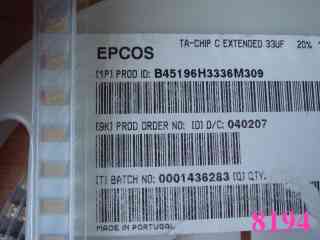 TA-CHIP C EXTENDED 33UF 20%
EPCOS
[1P] PROD ID: B45196H3336M309
[9K] PROD ORDER NO: [D] D/C: 040207
[T] BATCH NO: 0001436283 [Q] QTY.
MADE IN PORTUGAL
8194